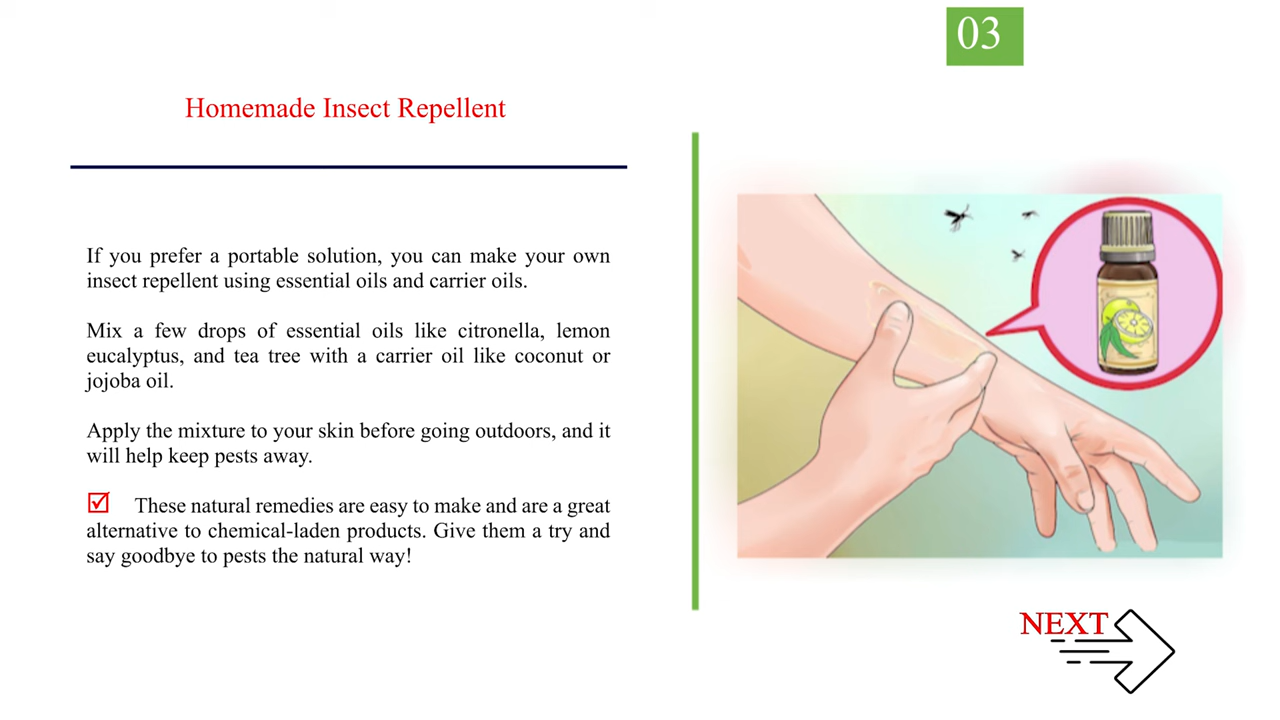 03
Homemade Insect Repellent
If you prefer a portable solution, you can make your own
insect repellent using essential oils and carrier oils.
Mix a few drops of essential oils like citronella, lemon
eucalyptus, and tea tree with a carrier oil like coconut or
jojoba oil.
Apply the mixture to your skin before going outdoors, and it
will help keep pests away.
☑ These natural remedies are easy to make and are a great
alternative to chemical-laden products. Give them a try and
say goodbye to pests the natural way!
NEXT